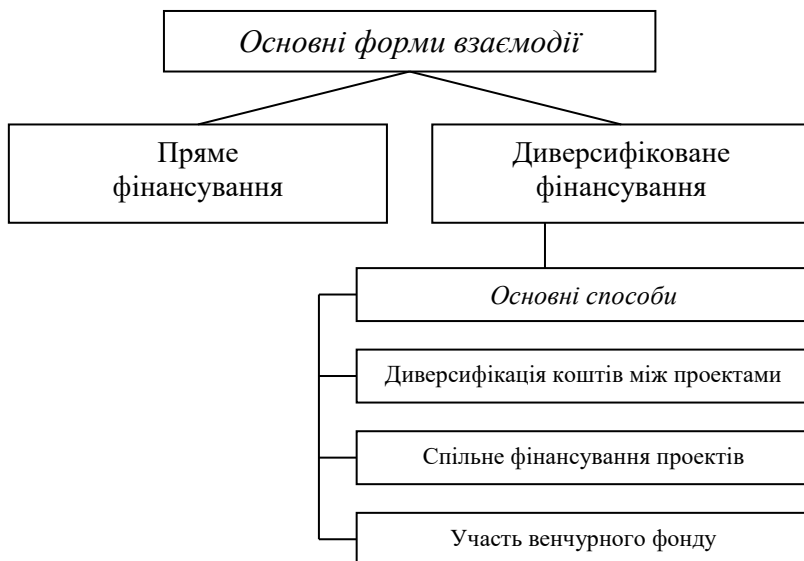 Основні форми взаємодії
Пряме
фінансування
Диверсифіковане
фінансування
Основні способи
Диверсифікація коштів між проектами
Спільне фінансування проектів
Участь венчурного фонду